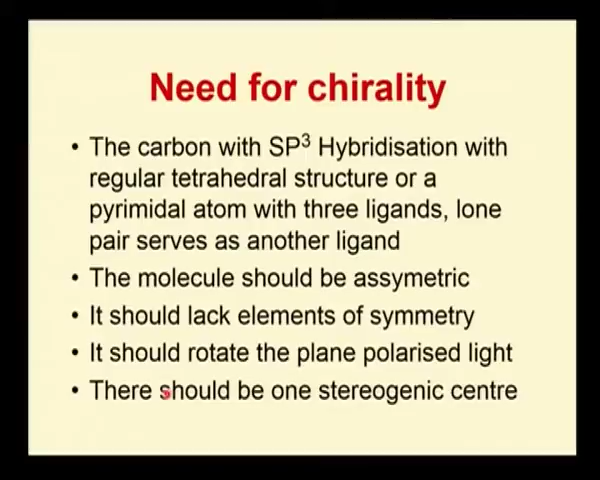 Need for chirality
• The carbon with SP³ Hybridisation with
regular tetrahedral structure or a
pyrimidal atom with three ligands, lone
pair serves as another ligand
• The molecule should be assymetric
• It should lack elements of symmetry
• It should rotate the plane polarised light
• There should be one stereogenic centre